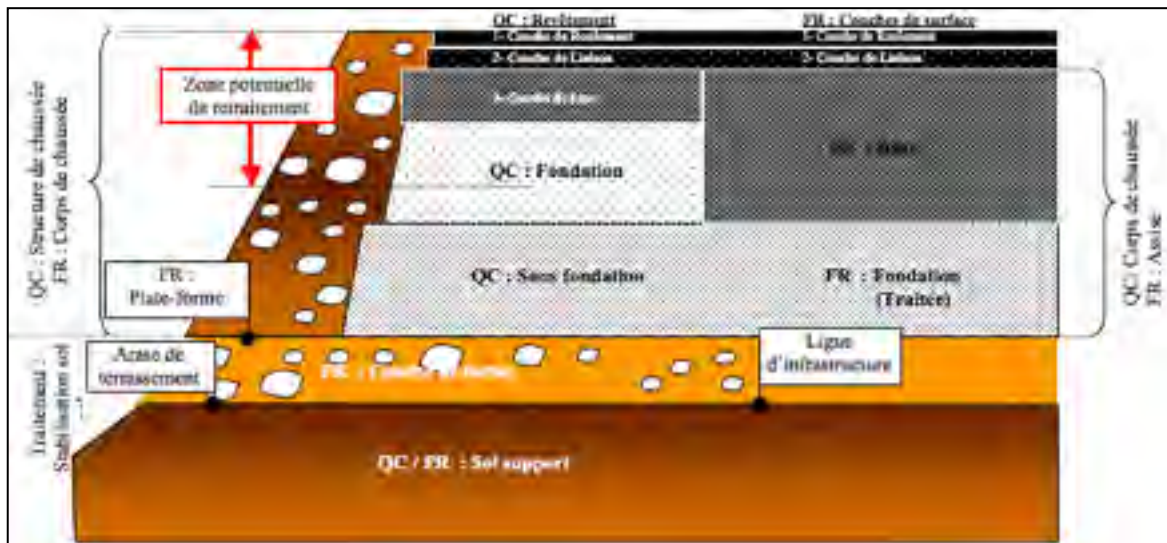 QC : Revêtement
FR : Couches de surface
1- Couche de Roulement
1- Couche de Roulement
2- Couche de Liaison
2- Couche de Liaison
Zone potentielle
de retraitement
QC : Structure de chaussée
FR : Corps de chaussée
QC : Fondation
QC : Sous fondation
FR : Fondation
(Traitée)
QC/ Corps de chaussée
FR : Assise
FR :
Plate-forme
Arase de
terrassement
FR : Couche de forme
Ligne
d'infrastructure
Traitement :
Stabilisation sol
QC / FR : Sol support